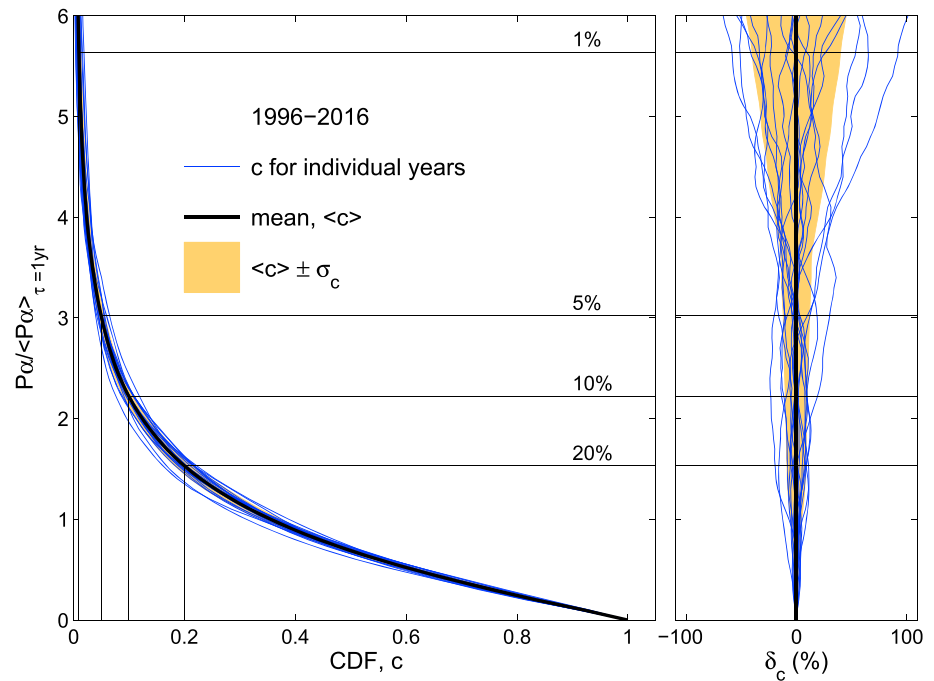 6
5
4
3
2
1
0
Pα/<Pα>τ =1yr
1%
1996−2016
c for individual years
mean, <c>
<c> ± σc
5%
10%
20%
0 0.2 0.4 0.6 0.8 1
CDF, c
−100 0 100
δc (%)